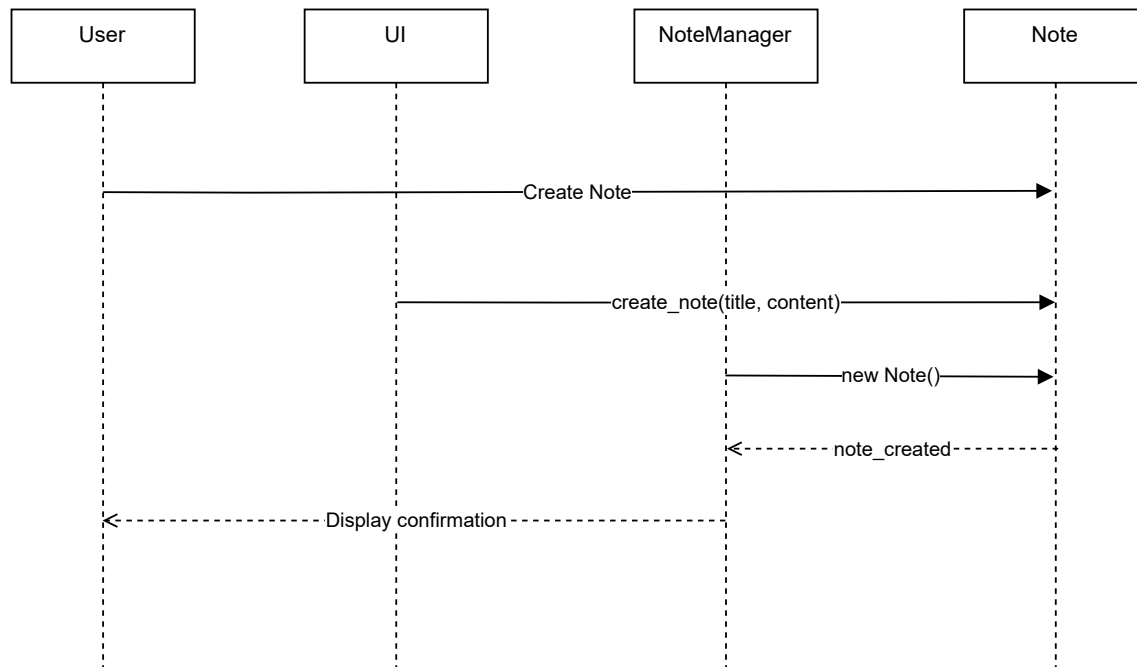 User
UI
NoteManager
Note
Create Note
create_note(title, content)
new Note()
note_created
Display confirmation